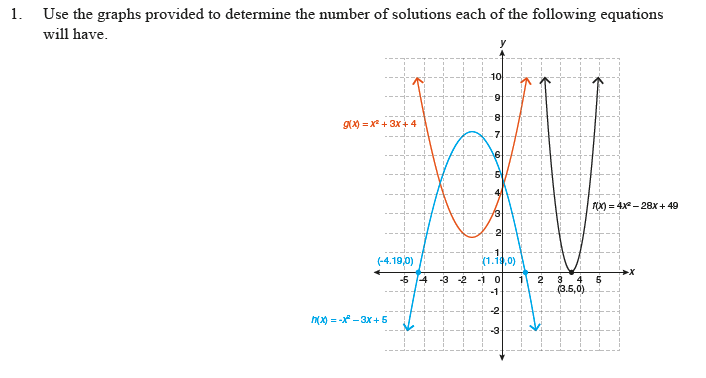 1. Use the graphs provided to determine the number of solutions each of the following equations
will have.
y
10
9
g(x) = x² + 3x + 4
8
7
6
5
4
f(x) = 4x² – 28x + 49
3
2
1
(-4.19,0) (1.19,0)
x
-5 -4 -3 -2 -1 0 1 2 3 4 5
(3.5,0)
-1
-2
h(x) = -x² – 3x + 5
-3